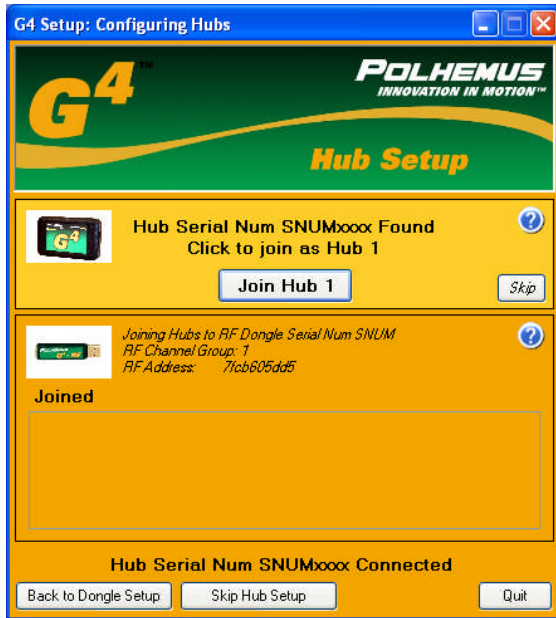 G4 Setup: Configuring Hubs
G4™
POLHEMUS
INNOVATION IN MOTION™
Hub Setup
Hub Serial Num SNUMxxxx Found
Click to join as Hub 1
G4
Join Hub 1
Skip
Joining Hubs to RF Dongle Serial Num SNUM
RF Channel Group: 1
RF Address: 7fcb605dd5
Joined
Hub Serial Num SNUMxxxx Connected
Back to Dongle Setup
Skip Hub Setup
Quit